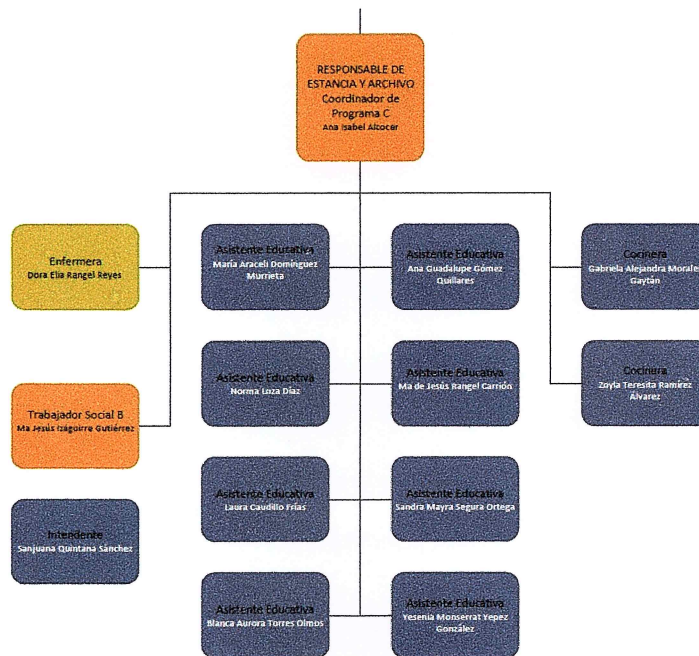 RESPONSABLE DE
ESTANCIA Y ARCHIVO
Coordinador de
Programa C
Ana Isabel Altocer
Enfermera
Dora Elia Rangel Reyes
Asistente Educativa
María Araceli Domínguez
Murrieta
Asistente Educativa
Ana Guadalupe Gómez
Quillares
Cocinera
Gabriela Alejandra Morales
Gaytán
Asistente Educativa
Norma Loza Díaz
Asistente Educativa
Ma de Jesús Rangel Carrión
Cocinera
Zoyla Teresita Ramírez
Álvarez
Trabajador Social B
Ma Jesús Izaguirre Gutiérrez
Asistente Educativa
Laura Caudillo Frías
Asistente Educativa
Sandra Mayra Segura Ortega
Intendente
Sanjuana Quintana Sánchez
Asistente Educativa
Blanca Aurora Torres Olmos
Asistente Educativa
Yesenia Monserrat Yepez
González